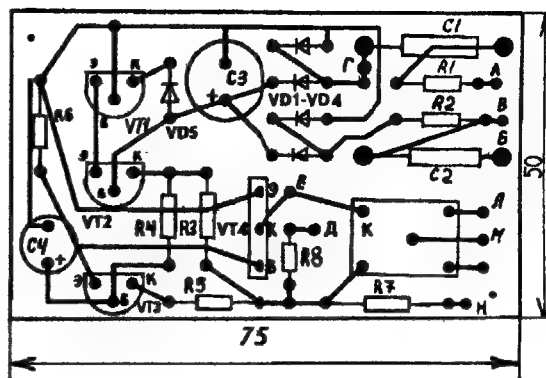 C1
Г
R1 А
Э К C3
+
VD1-VD4
R2 В
R6 Б VT1 VD5
Б
C2
50
Э К
Б
VT2
R4 R3 VT4 Э Е
К
Б
Д
К
Л
М
C4
+
R8
Э К
Б
VT3
R5
R7
Н
75